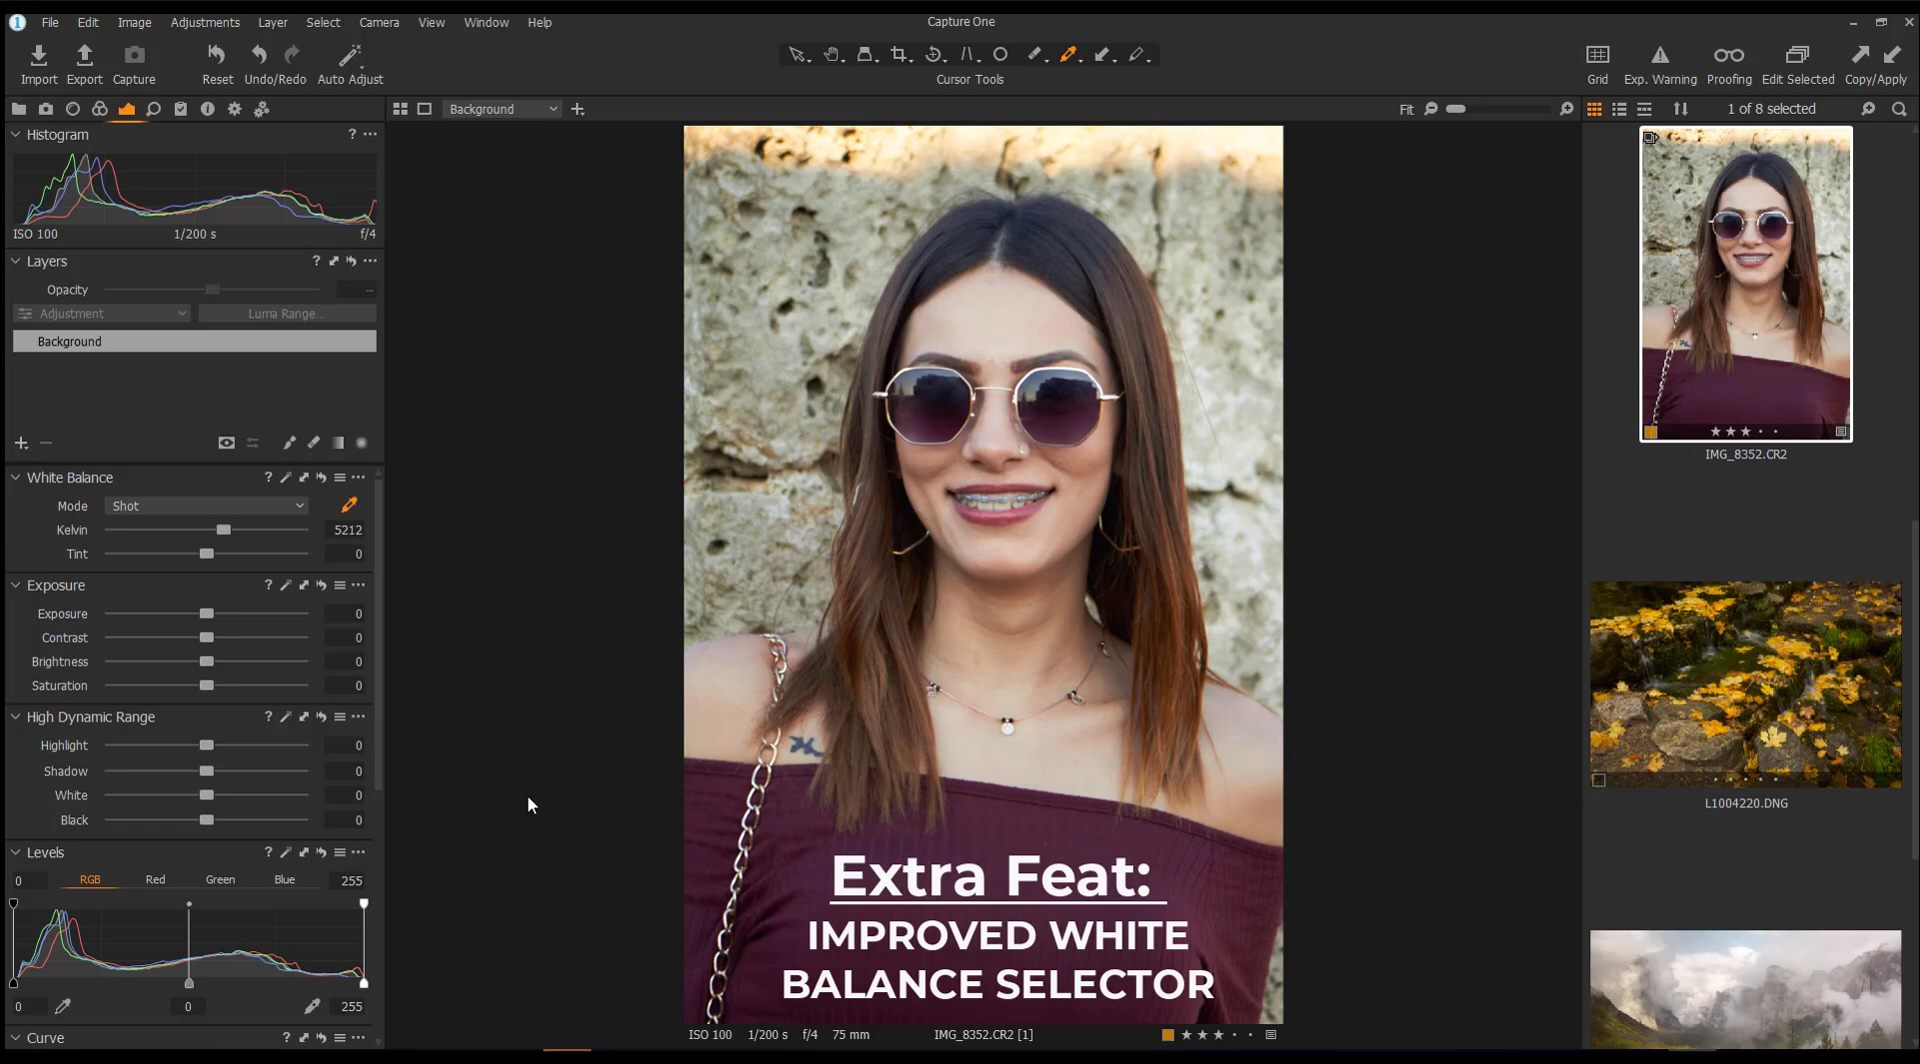 File Edit Image Adjustments Layer Select Camera View Window Help
Capture One
Import Export Capture Reset Undo/Redo Auto Adjust
Cursor Tools
Grid Exp. Warning Proofing Edit Selected Copy/Apply
Background
Fit
1 of 8 selected
Histogram ?
ISO 100 1/200 s f/4
Layers ?
Opacity --
Adjustment Luma Range...
Background
White Balance ?
Mode Shot
Kelvin 5212
Tint 0
Exposure ?
Exposure 0
Contrast 0
Brightness 0
Saturation 0
High Dynamic Range ?
Highlight 0
Shadow 0
White 0
Black 0
Levels ?
0 RGB Red Green Blue 255
0 0 255
Curve ?
Extra Feat:
IMPROVED WHITE
BALANCE SELECTOR
ISO 100 1/200 s f/4 75 mm IMG_8352.CR2 [1]
IMG_8352.CR2
L1004220.DNG